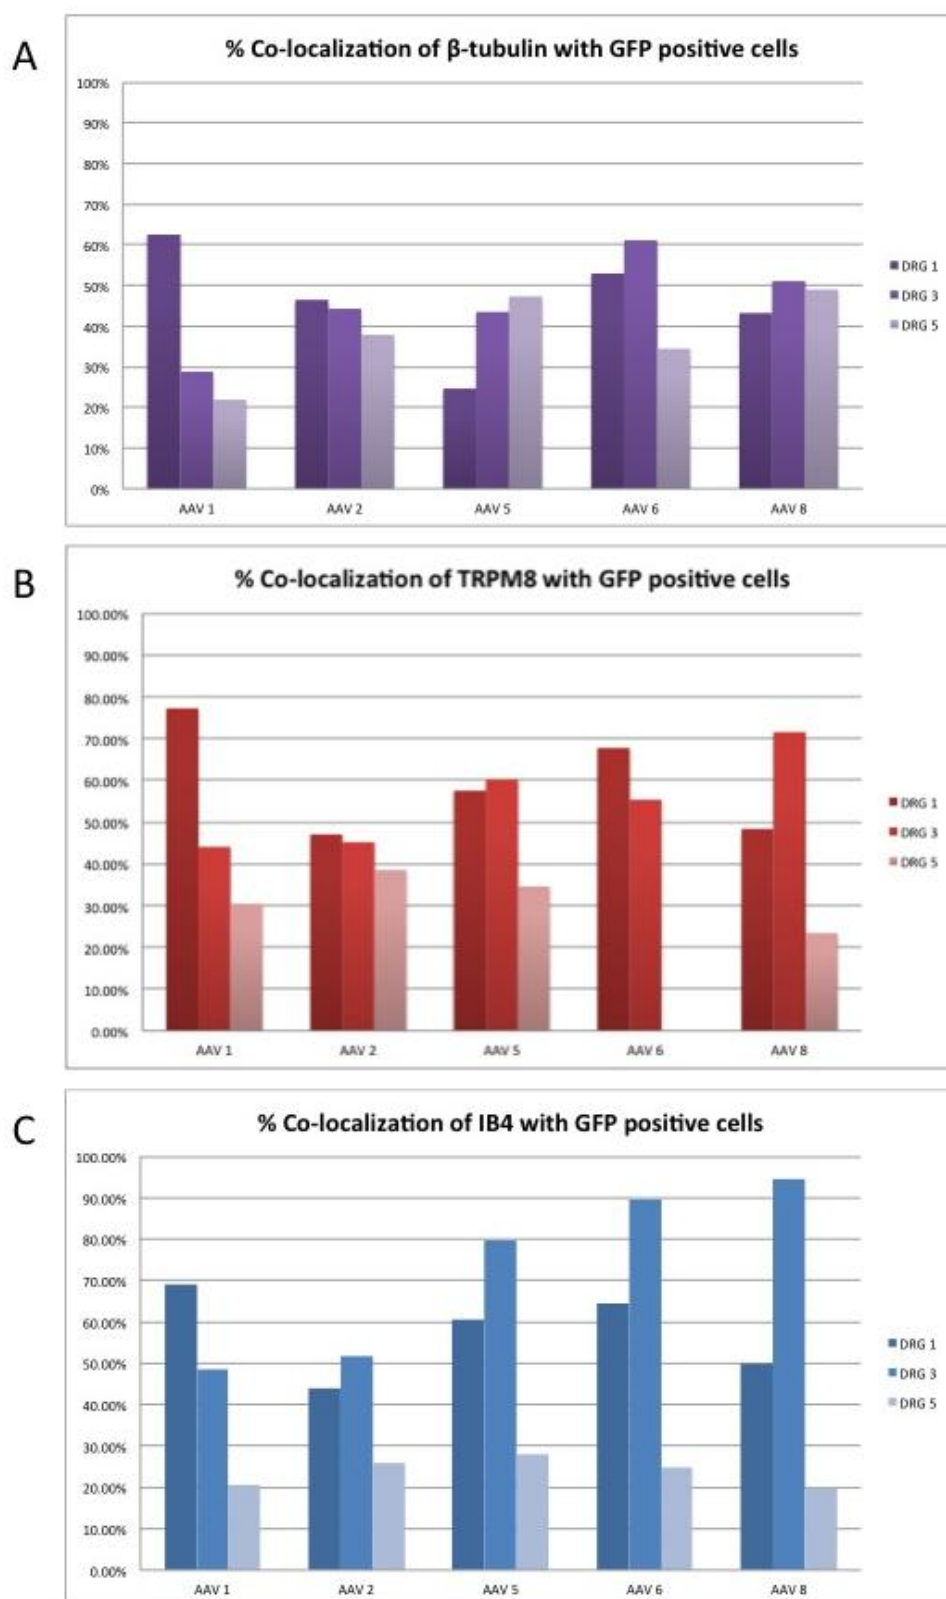 A
% Co-localization of β-tubulin with GFP positive cells
100%
90%
80%
70%
60%
50%
40%
30%
20%
10%
0%
AAV 1 AAV 2 AAV 5 AAV 6 AAV 8
DRG 1
DRG 3
DRG 5
B
% Co-localization of TRPM8 with GFP positive cells
100.00%
90.00%
80.00%
70.00%
60.00%
50.00%
40.00%
30.00%
20.00%
10.00%
0.00%
AAV 1 AAV 2 AAV 5 AAV 6 AAV 8
DRG 1
DRG 3
DRG 5
C
% Co-localization of IB4 with GFP positive cells
100.00%
90.00%
80.00%
70.00%
60.00%
50.00%
40.00%
30.00%
20.00%
10.00%
0.00%
AAV 1 AAV 2 AAV 5 AAV 6 AAV 8
DRG 1
DRG 3
DRG 5